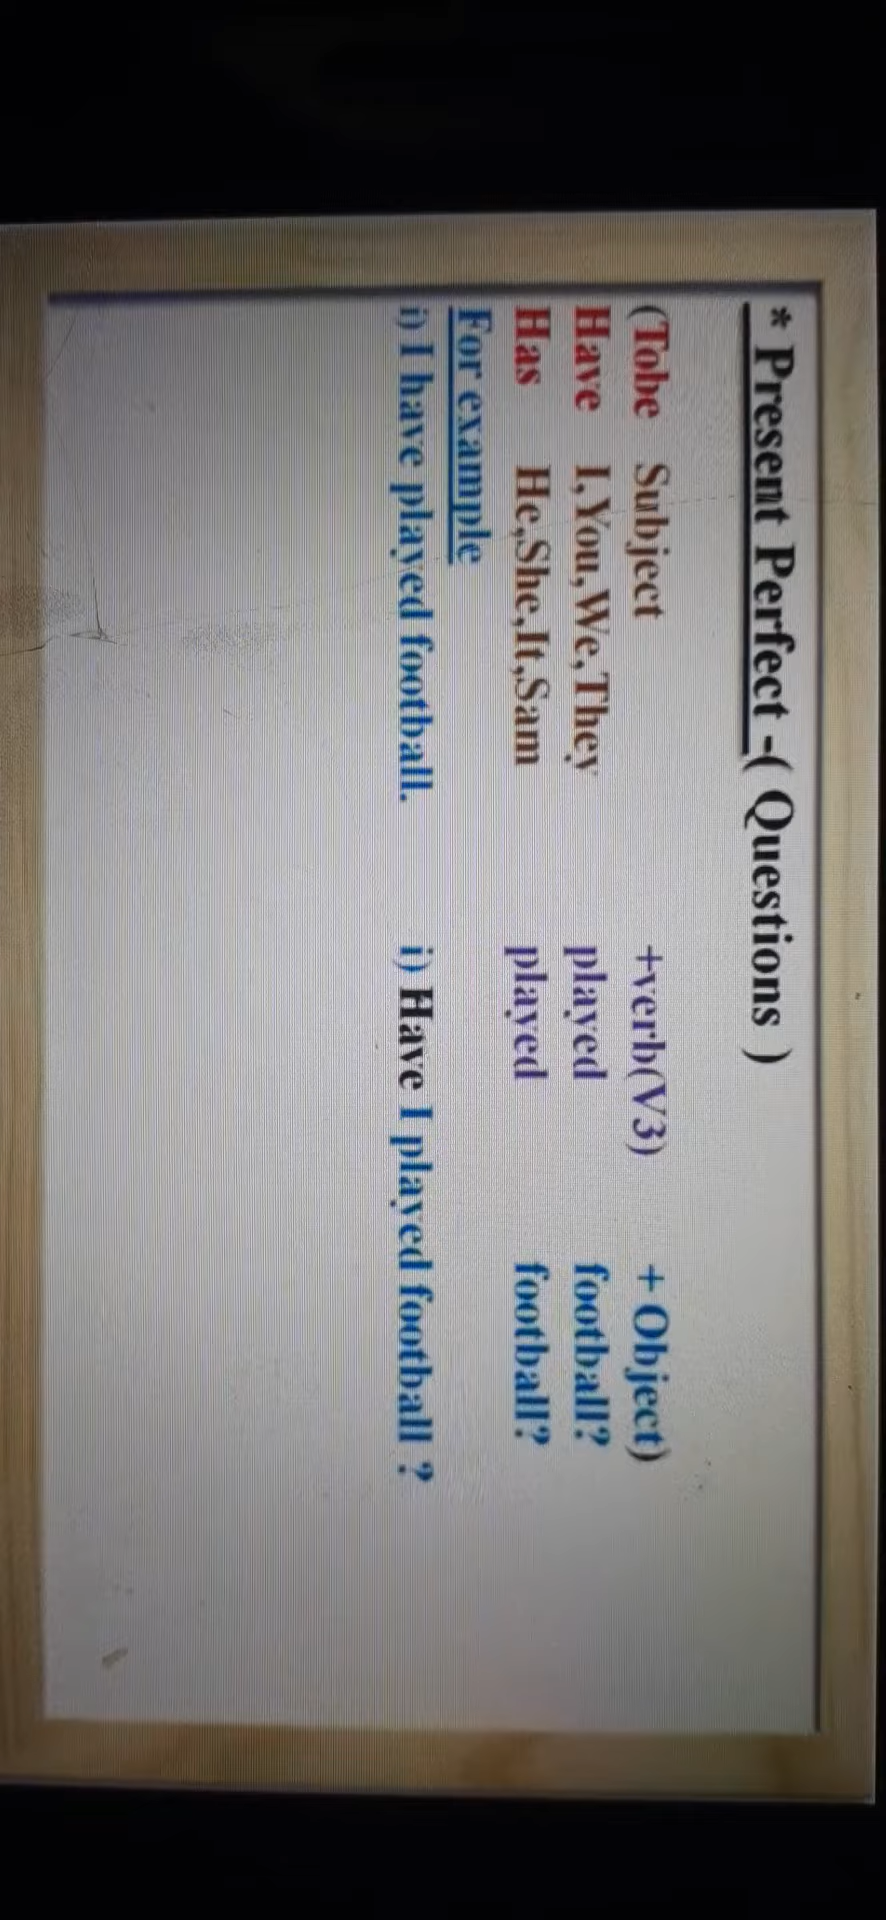 * Present Perfect -( Questions )
(Tobe Subject +verb(V3) + Object)
Have I,You,We,They played football?
Has He,She,It,Sam played football?
For example
i) I have played football. i) Have I played football ?